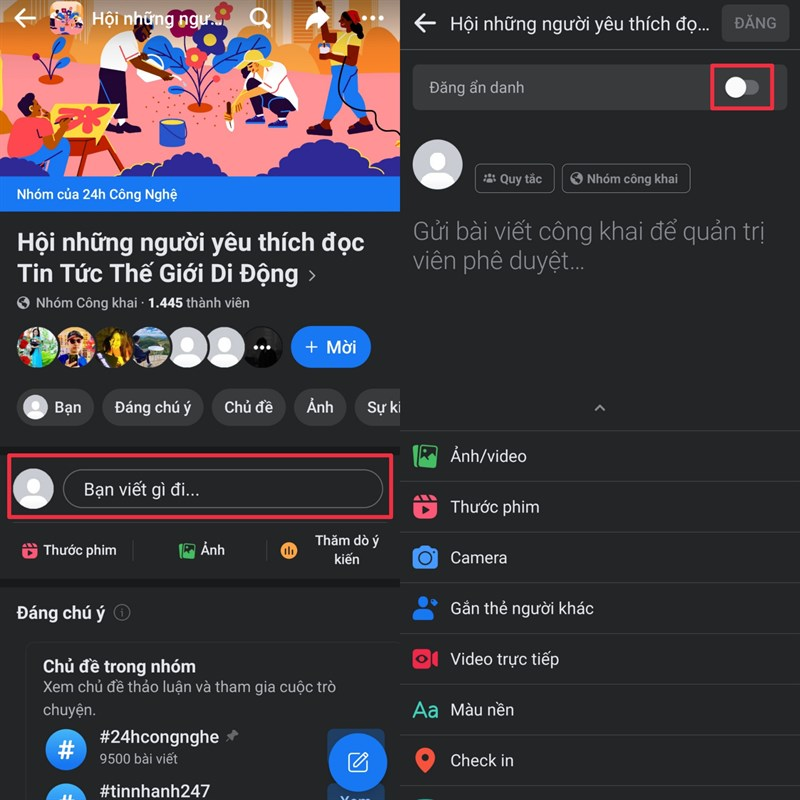 Hội những ngư...
Nhóm của 24h Công Nghệ
Hội những người yêu thích đọc
Tin Tức Thế Giới Di Động
Nhóm Công khai · 1.445 thành viên
+ Mời
Bạn
Đáng chú ý
Chủ đề
Ảnh
Sự ki
Bạn viết gì đi...
Thước phim
Ảnh
Thăm dò ý
kiến
Đáng chú ý
Chủ đề trong nhóm
Xem chủ đề thảo luận và tham gia cuộc trò
chuyện.
#
#24hcongnghe
9500 bài viết
#
#tinnhanh247
Xem
Hội những người yêu thích đọ...
ĐĂNG
Đăng ẩn danh
Quy tắc
Nhóm công khai
Gửi bài viết công khai để quản trị
viên phê duyệt...
Ảnh/video
Thước phim
Camera
Gắn thẻ người khác
Video trực tiếp
Aa
Màu nền
Check in